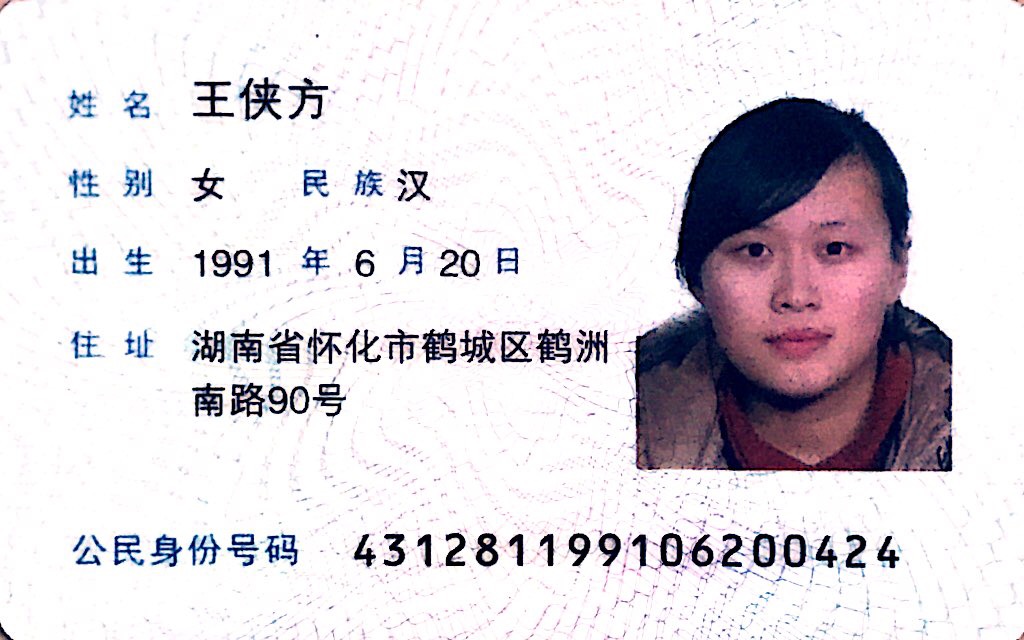 姓名 王侠方
性别 女 民族 汉
出生 1991 年 6 月 20 日
住址 湖南省怀化市鹤城区鹤洲
南路90号
公民身份号码 431281199106200424